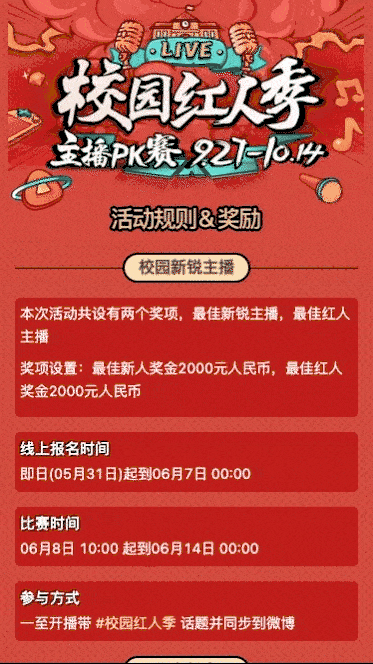 LIVE
校园红人季
主播PK赛 9.27-10.14
活动规则&奖励
校园新锐主播
本次活动共设有两个奖项，最佳新锐主播，最佳红人
主播
奖项设置：最佳新人奖金2000元人民币，最佳红人
奖金2000元人民币
线上报名时间
即日(05月31日)起到06月7日 00:00
比赛时间
06月8日 10:00 起到06月14日 00:00
参与方式
一至开播带 #校园红人季 话题并同步到微博